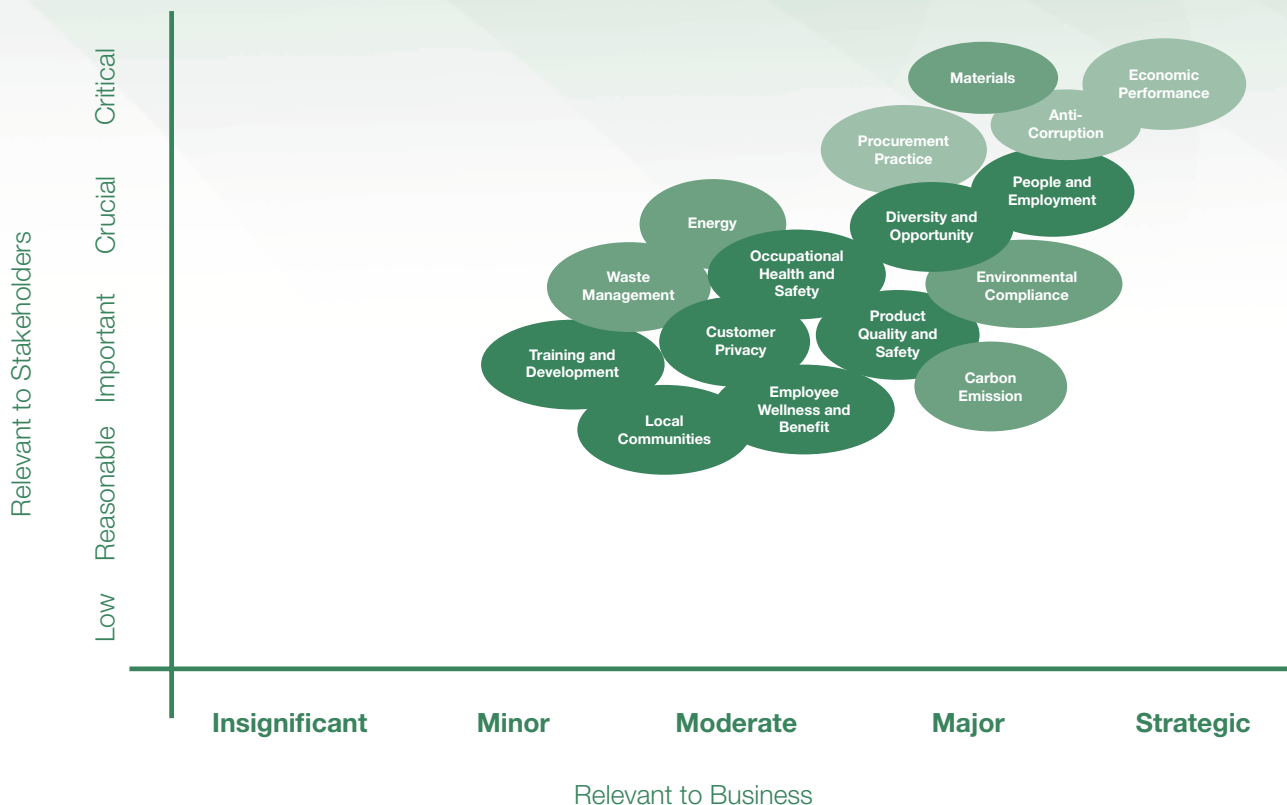 Relevant to Stakeholders
Critical
Crucial
Important
Reasonable
Low
Materials
Economic
Performance
Anti-
Corruption
Procurement
Practice
People and
Employment
Energy
Diversity and
Opportunity
Occupational
Health and
Safety
Waste
Management
Environmental
Compliance
Product
Quality and
Safety
Customer
Privacy
Training and
Development
Carbon
Emission
Employee
Wellness and
Benefit
Local
Communities
Insignificant
Minor
Moderate
Major
Strategic
Relevant to Business